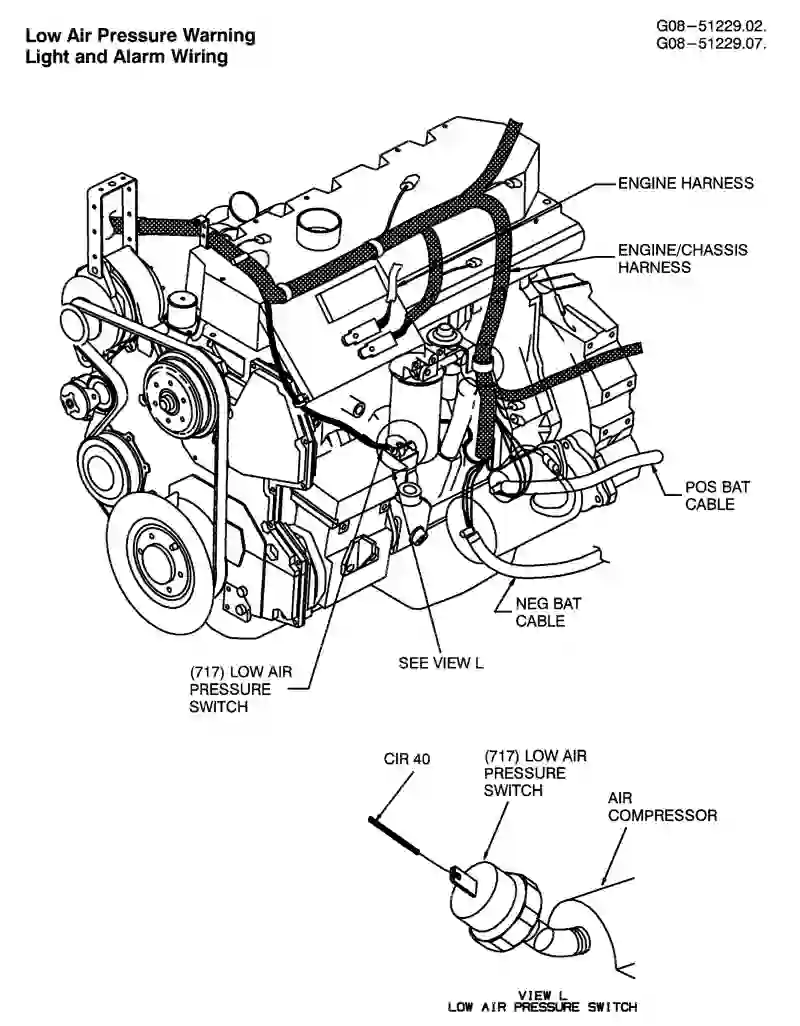 Low Air Pressure Warning
Light and Alarm Wiring
G08-51229.02.
G08-51229.07.
ENGINE HARNESS
ENGINE/CHASSIS
HARNESS
POS BAT
CABLE
NEG BAT
CABLE
SEE VIEW L
(717) LOW AIR
PRESSURE
SWITCH
CIR 40
(717) LOW AIR
PRESSURE
SWITCH
AIR
COMPRESSOR
VIEW L
LOW AIR PRESSURE SWITCH